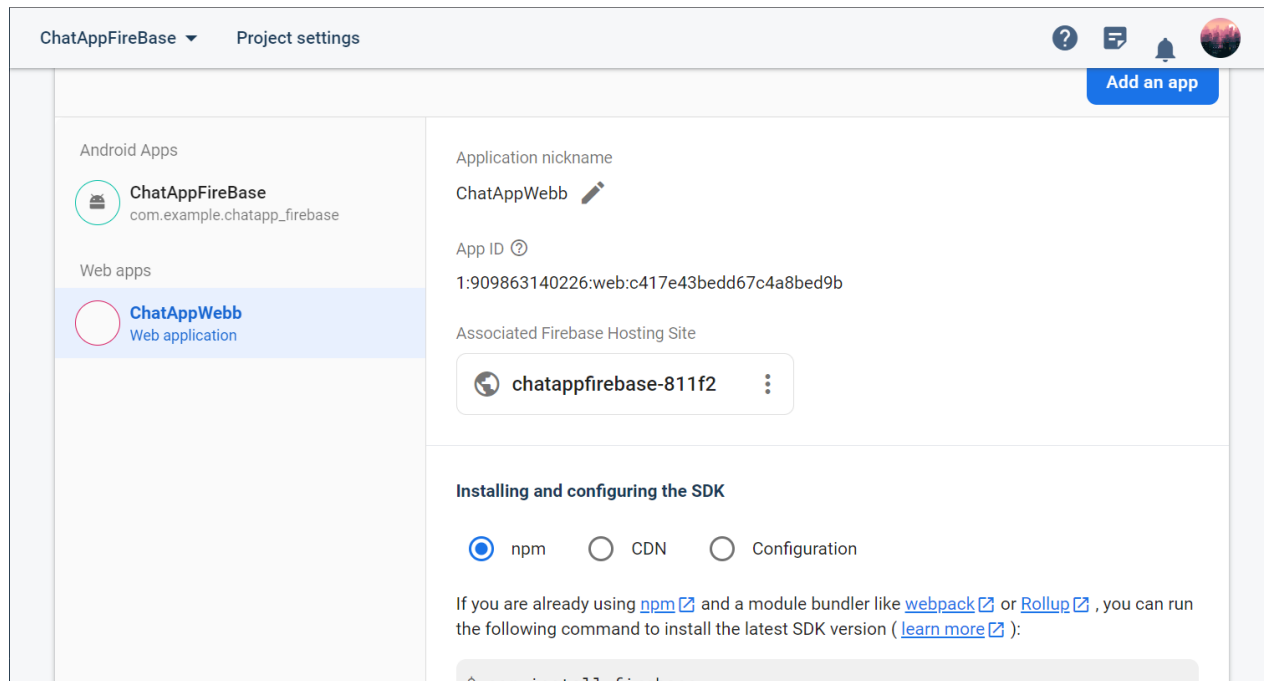 ChatAppFireBase Project settings
Add an app
Android Apps
ChatAppFireBase
com.example.chatapp_firebase
Web apps
ChatAppWebb
Web application
Application nickname
ChatAppWebb
App ID
1:909863140226:web:c417e43bedd67c4a8bed9b
Associated Firebase Hosting Site
chatappfirebase-811f2
Installing and configuring the SDK
npm CDN Configuration
If you are already using npm and a module bundler like webpack or Rollup , you can run
the following command to install the latest SDK version ( learn more ):